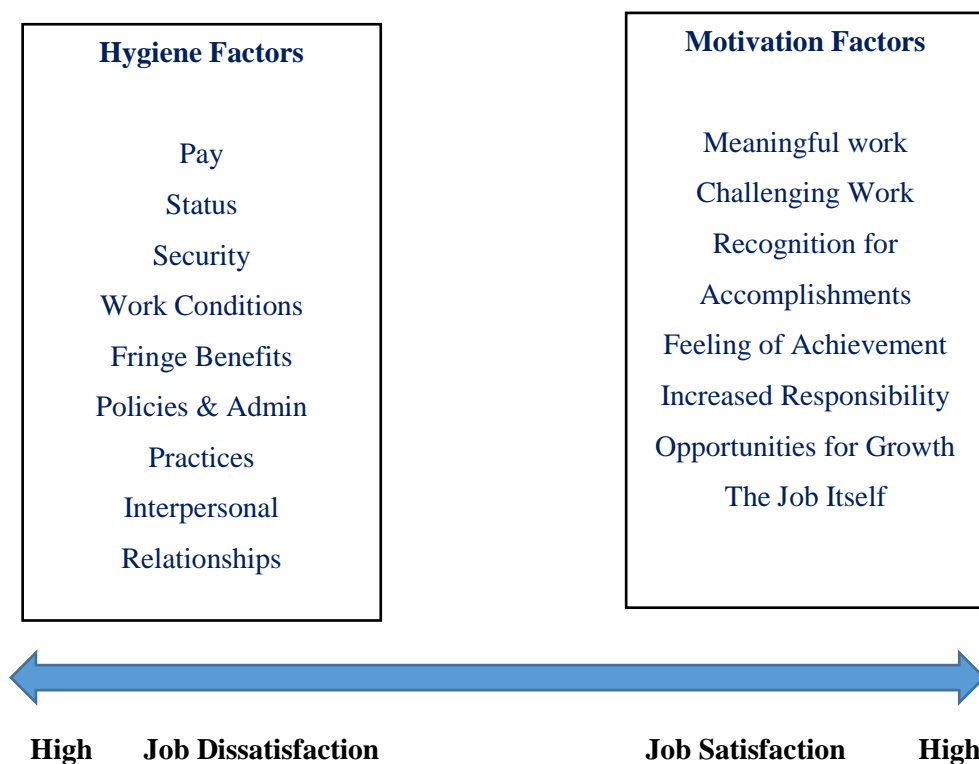 Hygiene Factors
Pay
Status
Security
Work Conditions
Fringe Benefits
Policies & Admin
Practices
Interpersonal
Relationships
Motivation Factors
Meaningful work
Challenging Work
Recognition for
Accomplishments
Feeling of Achievement
Increased Responsibility
Opportunities for Growth
The Job Itself
High Job Dissatisfaction Job Satisfaction High